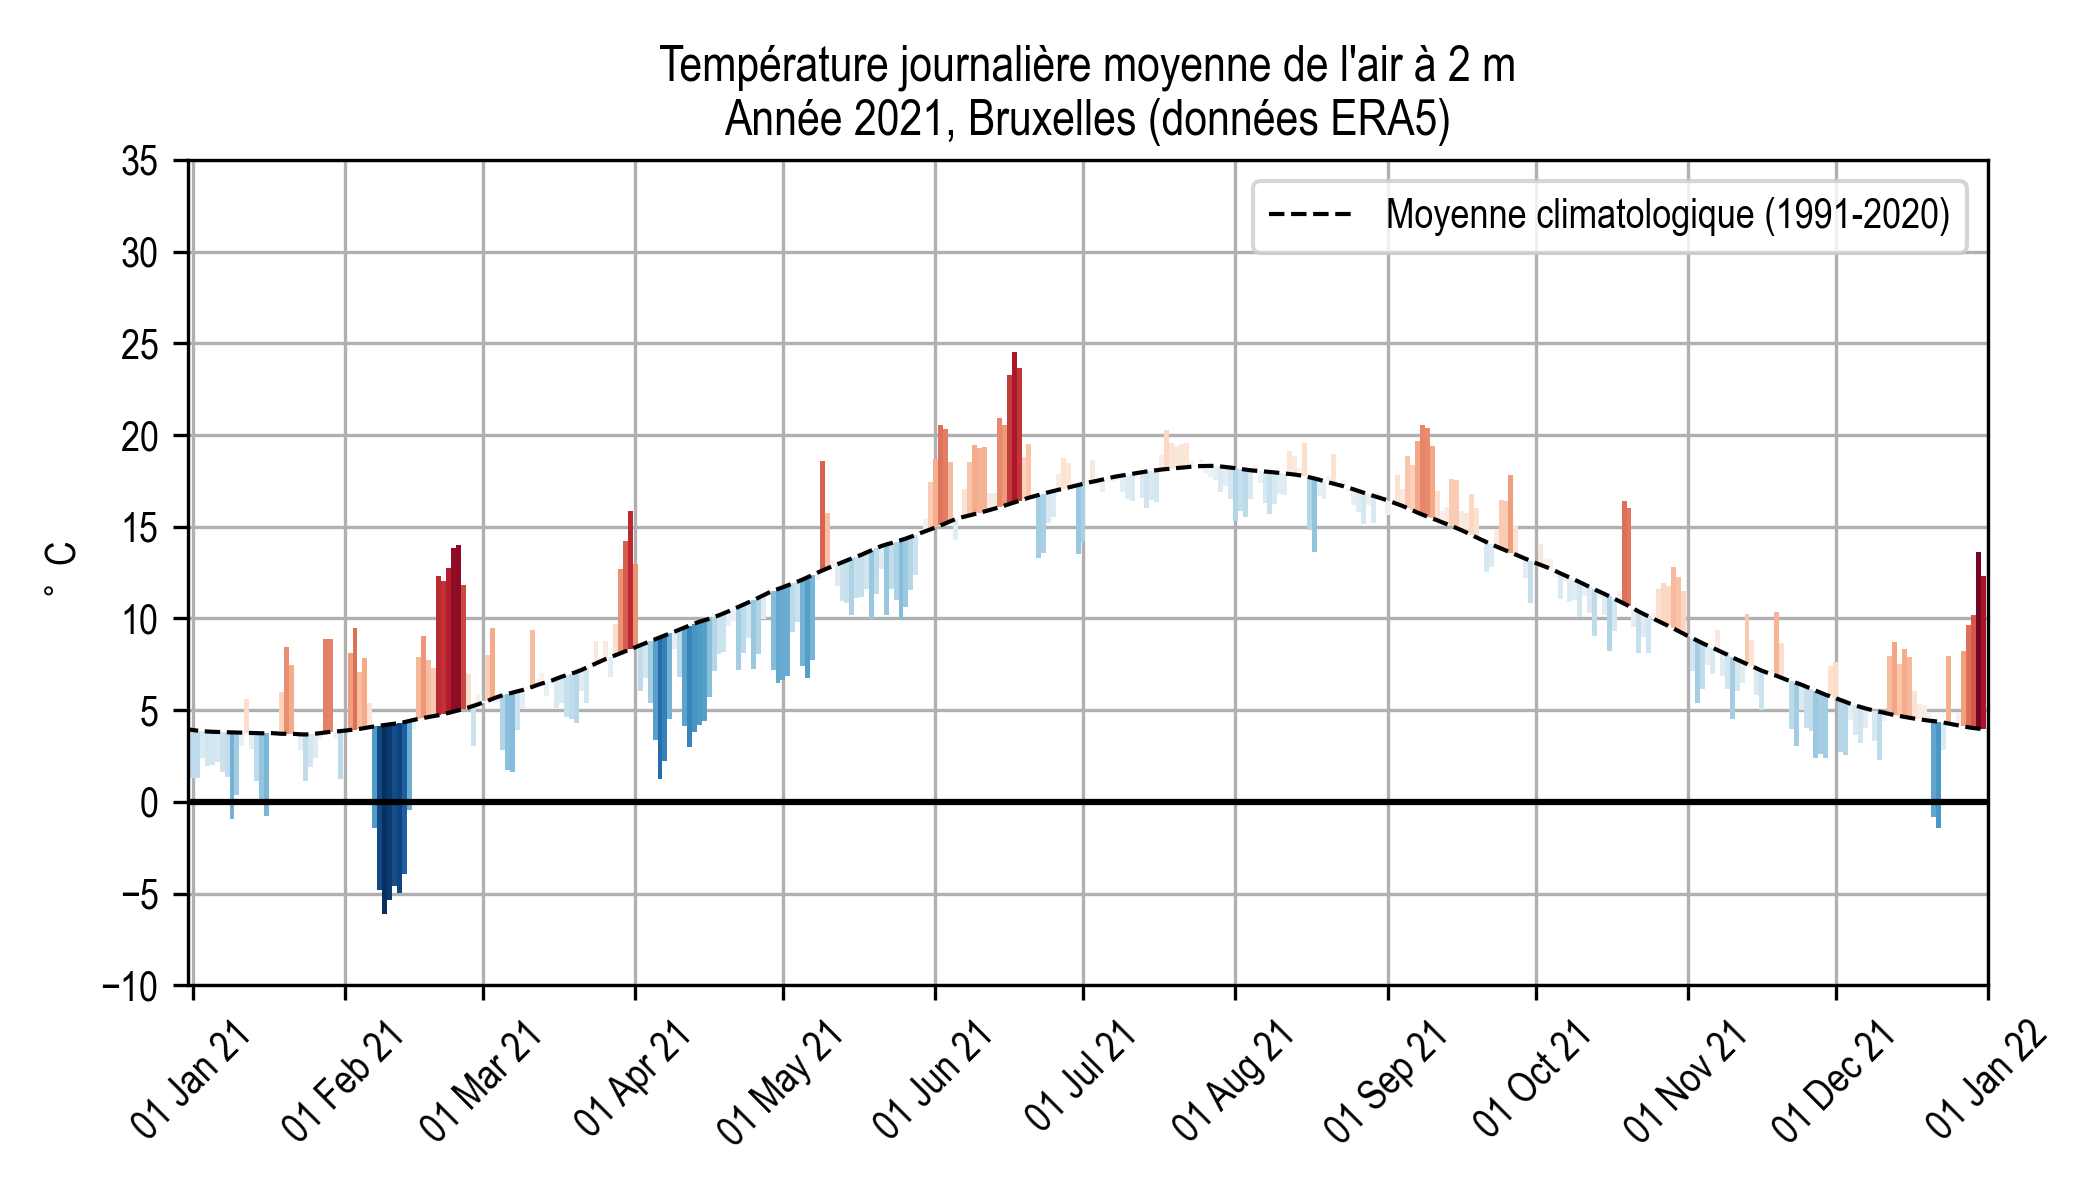 Température journalière moyenne de l'air à 2 m
Année 2021, Bruxelles (données ERA5)
Moyenne climatologique (1991-2020)
° C
35
30
25
20
15
10
5
0
−5
−10
01 Jan 21
01 Feb 21
01 Mar 21
01 Apr 21
01 May 21
01 Jun 21
01 Jul 21
01 Aug 21
01 Sep 21
01 Oct 21
01 Nov 21
01 Dec 21
01 Jan 22